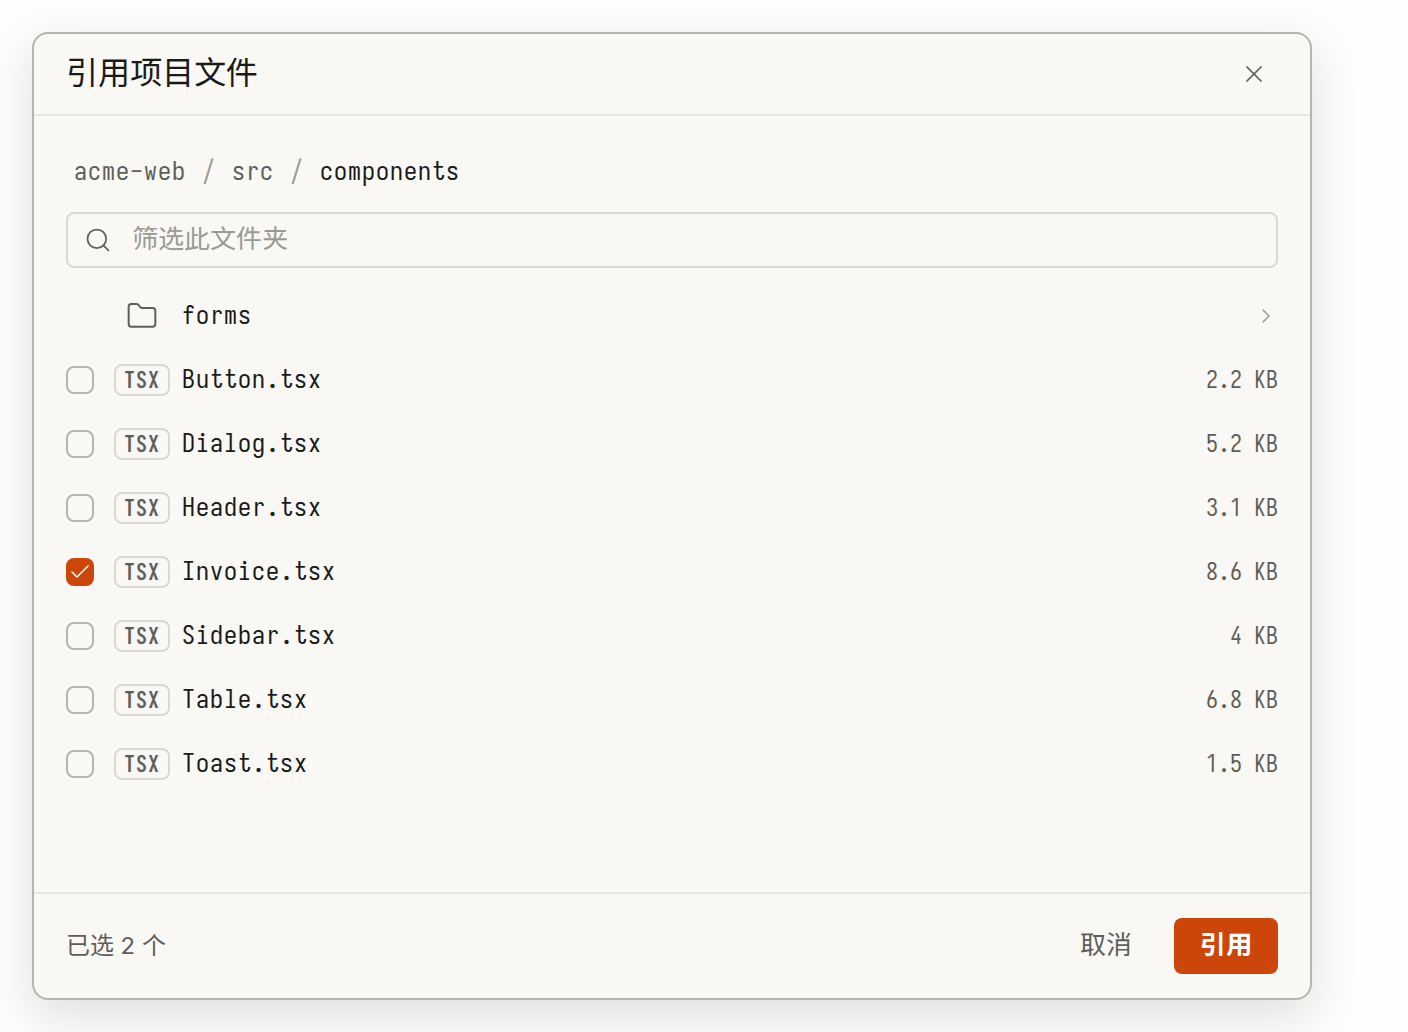 引用项目文件
acme-web / src / components
筛选此文件夹
forms
TSX Button.tsx 2.2 KB
TSX Dialog.tsx 5.2 KB
TSX Header.tsx 3.1 KB
TSX Invoice.tsx 8.6 KB
TSX Sidebar.tsx 4 KB
TSX Table.tsx 6.8 KB
TSX Toast.tsx 1.5 KB
已选 2 个 取消 引用